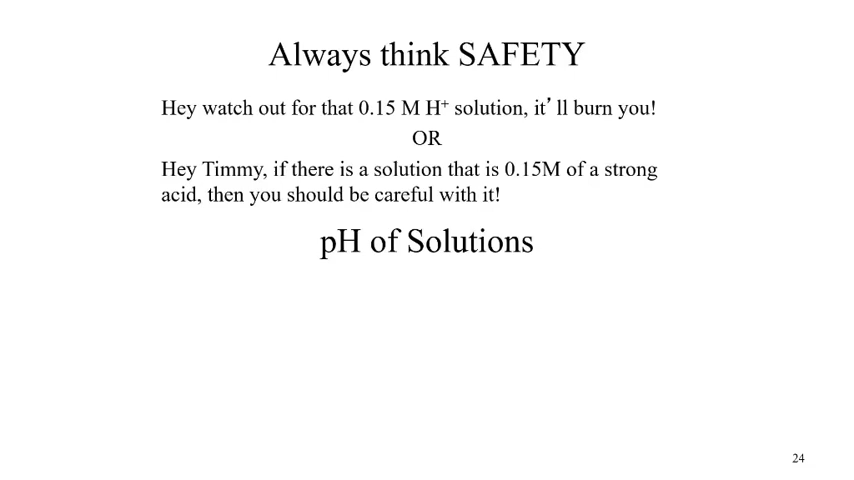 Always think SAFETY
Hey watch out for that 0.15 M H⁺ solution, it’ll burn you!
OR
Hey Timmy, if there is a solution that is 0.15M of a strong
acid, then you should be careful with it!
pH of Solutions
24